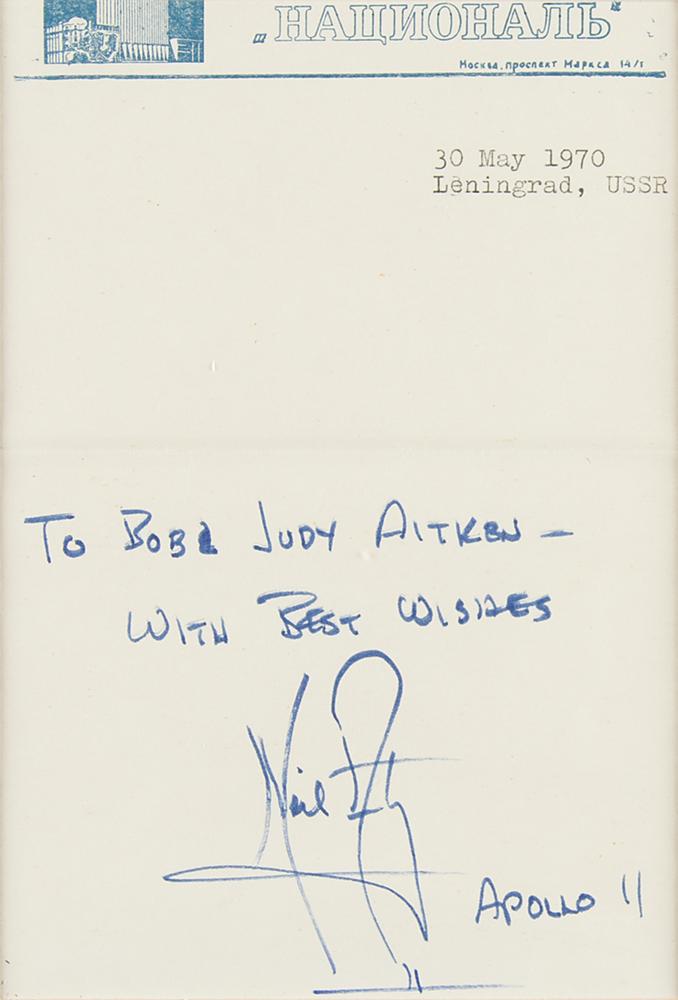 „НАЦИОНАЛЬ"
Москва, проспект Маркса 14/1
30 May 1970
Leningrad, USSR
TO BOB & JUDY AITKEN —
WITH BEST WISHES
Neil
APOLLO 11